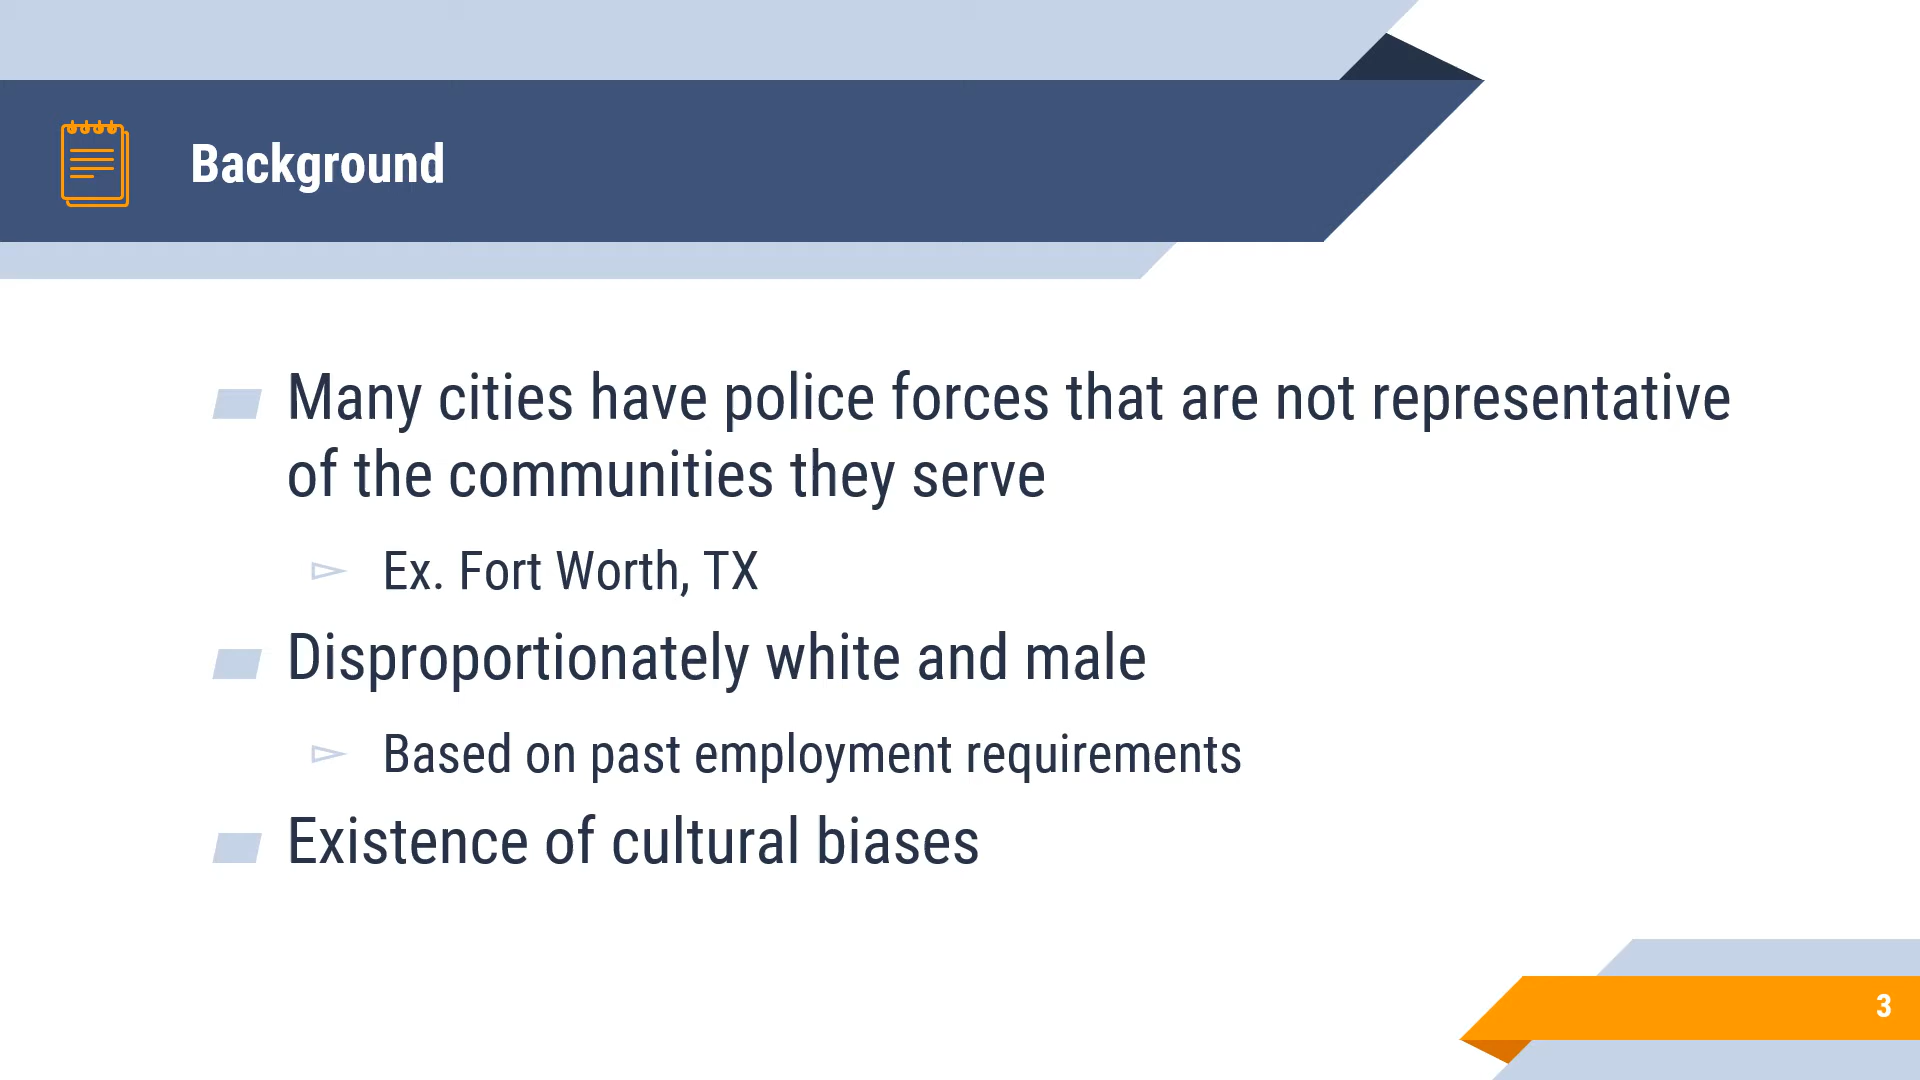 Background
Many cities have police forces that are not representative
of the communities they serve
Ex. Fort Worth, TX
Disproportionately white and male
Based on past employment requirements
Existence of cultural biases
3